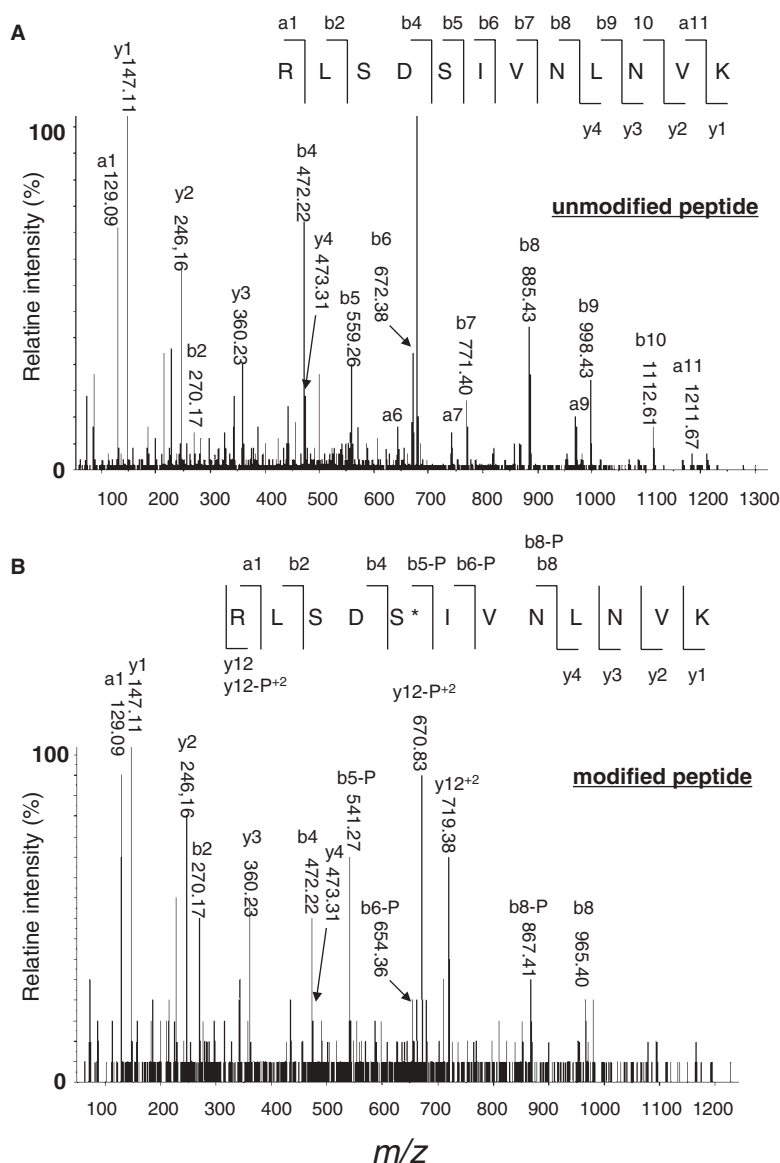 A
a1 b2 b4 b5 b6 b7 b8 b9 10 a11
R L S D S I V N L N V K
y4 y3 y2 y1
unmodified peptide
Relatine intensity (%)
100
0
y1
147.11
a1
129.09
y2
246,16
b2
270.17
y3
360.23
b4
472.22
y4
473.31
b5
559.26
b6
672.38
a6
a7
b7
771.40
b8
885.43
a9
b9
998.43
b10
1112.61
a11
1211.67
100 200 300 400 500 600 700 800 900 1000 1100 1200 1300
B
a1 b2 b4 b5-P b6-P b8-P
b8
R L S D S * I V N L N V K
y12
y12-P+2
y4 y3 y2 y1
modified peptide
Relatine intensity (%)
100
0
a1
129.09
y1
147.11
y2
246,16
b2
270.17
y3
360.23
b4
472.22
y4
473.31
b5-P
541.27
b6-P
654.36
y12-P+2
670.83
y12+2
719.38
b8-P
867.41
b8
965.40
100 200 300 400 500 600 700 800 900 1000 1100 1200
m/z